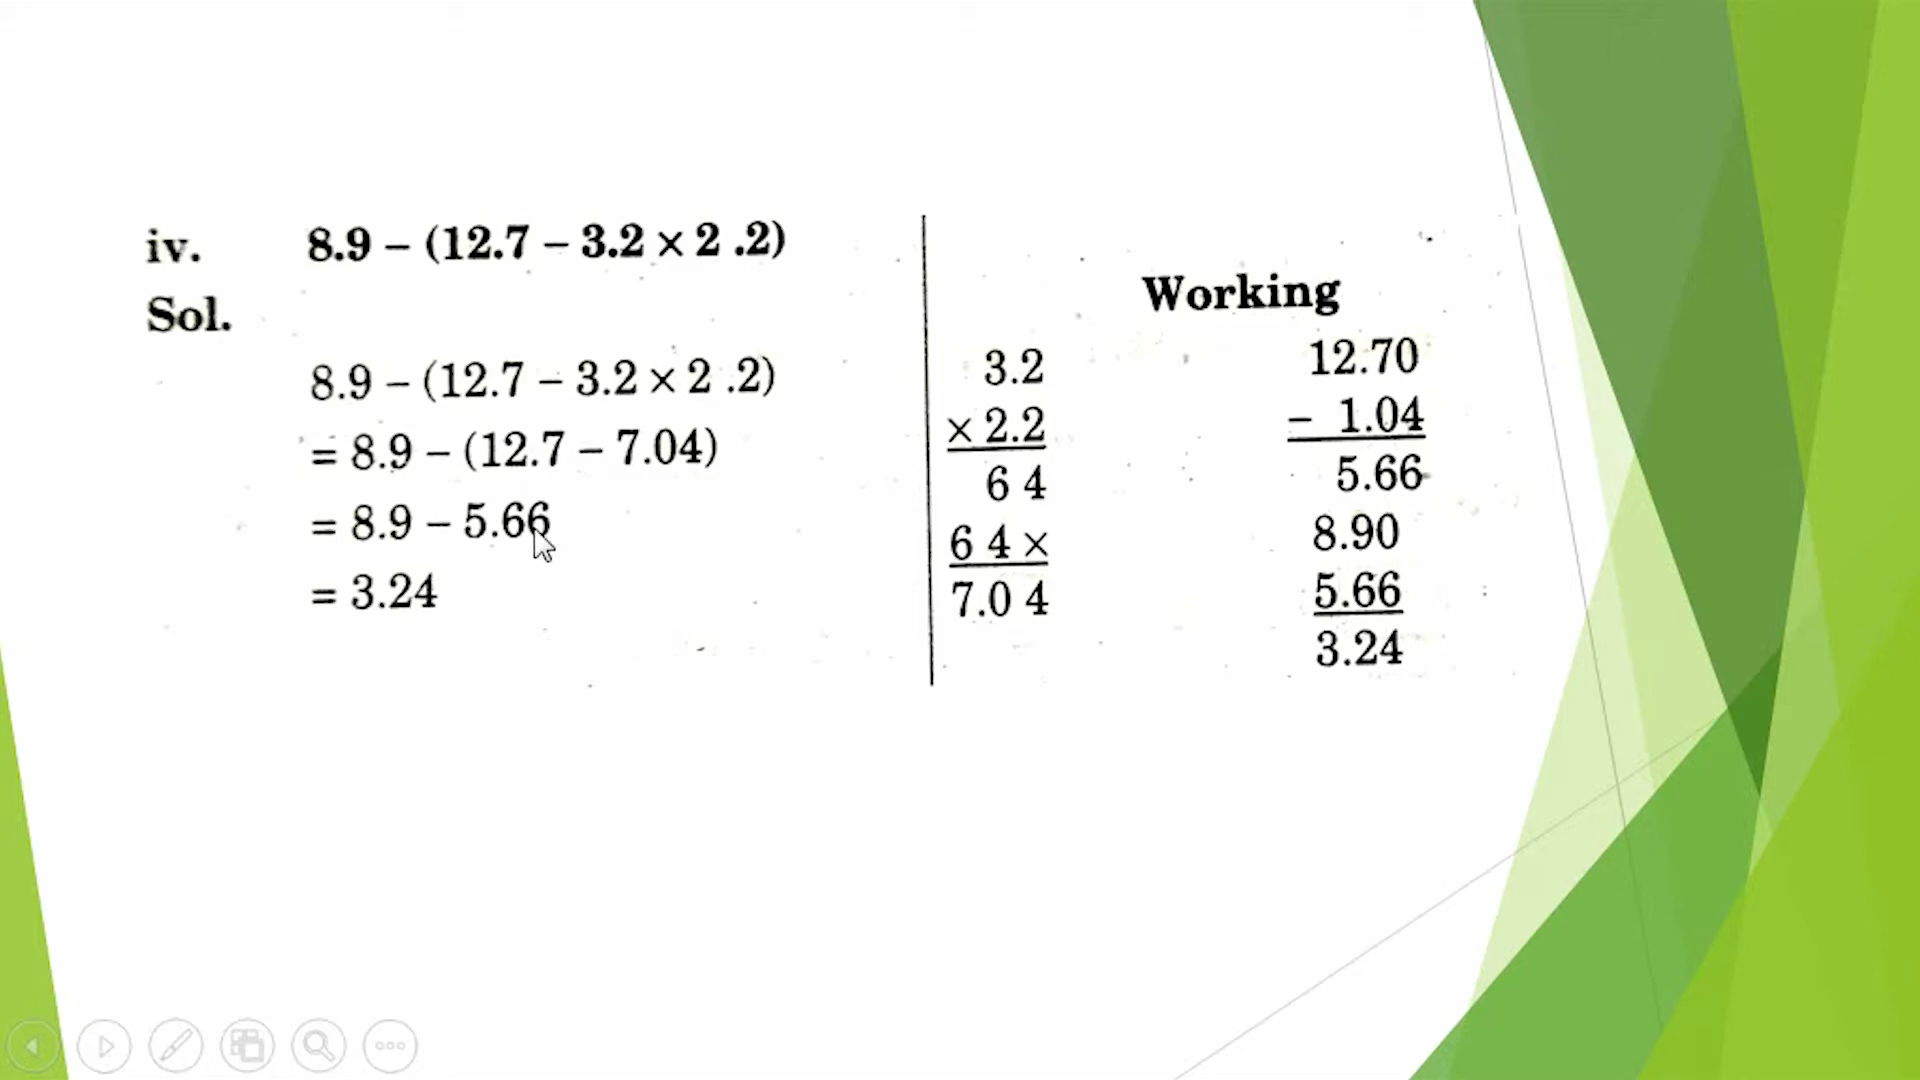 iv. 8.9 – (12.7 – 3.2 × 2 .2)
Sol.
8.9 – (12.7 – 3.2 × 2 .2)
= 8.9 – (12.7 – 7.04)
= 8.9 – 5.66
= 3.24
Working
3.2
× 2.2
6 4
6 4 ×
7.0 4
12.70
– 1.04
5.66
8.90
5.66
3.24